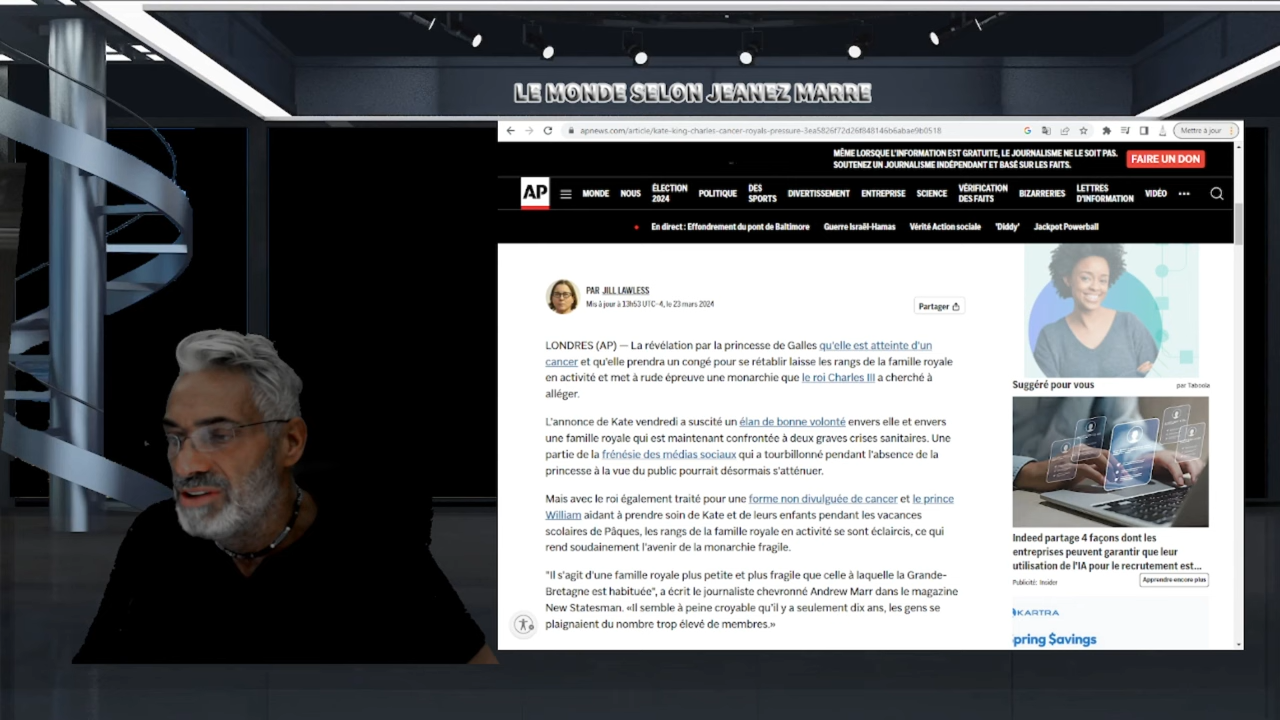 LE MONDE SELON JEANEZ MARRE
apnews.com/article/kate-king-charles-cancer-royals-pressure-3ea5826f72d26f848146b6abae9b0518
Mettre à jour
MÊME LORSQUE L'INFORMATION EST GRATUITE, LE JOURNALISME NE LE SOIT PAS.
SOUTENEZ UN JOURNALISME INDÉPENDANT ET BASÉ SUR LES FAITS.
FAIRE UN DON
AP
MONDE
NOUS
ÉLECTION
2024
POLITIQUE
DES
SPORTS
DIVERTISSEMENT
ENTREPRISE
SCIENCE
VÉRIFICATION
DES FAITS
BIZARRERIES
LETTRES
D'INFORMATION
VIDÉO
En direct : Effondrement du pont de Baltimore
Guerre Israël-Hamas
Vérité Action sociale
'Diddy'
Jackpot Powerball
PAR JILL LAWLESS
Mis à jour à 13h53 UTC−4, le 23 mars 2024
Partager
LONDRES (AP) — La révélation par la princesse de Galles qu'elle est atteinte d'un
cancer et qu'elle prendra un congé pour se rétablir laisse les rangs de la famille royale
en activité et met à rude épreuve une monarchie que le roi Charles III a cherché à
alléger.
L'annonce de Kate vendredi a suscité un élan de bonne volonté envers elle et envers
une famille royale qui est maintenant confrontée à deux graves crises sanitaires. Une
partie de la frénésie des médias sociaux qui a tourbillonné pendant l'absence de la
princesse à la vue du public pourrait désormais s'atténuer.
Mais avec le roi également traité pour une forme non divulguée de cancer et le prince
William aidant à prendre soin de Kate et de leurs enfants pendant les vacances
scolaires de Pâques, les rangs de la famille royale en activité se sont éclaircis, ce qui
rend soudainement l'avenir de la monarchie fragile.
"Il s'agit d'une famille royale plus petite et plus fragile que celle à laquelle la Grande-
Bretagne est habituée", a écrit le journaliste chevronné Andrew Marr dans le magazine
New Statesman. «Il semble à peine croyable qu'il y a seulement dix ans, les gens se
plaignaient du nombre trop élevé de membres.»
Suggéré pour vous
par Taboola
Indeed partage 4 façons dont les
entreprises peuvent garantir que leur
utilisation de l'IA pour le recrutement est...
Publicité: Insider
Apprendre encore plus
KARTRA
pring $avings